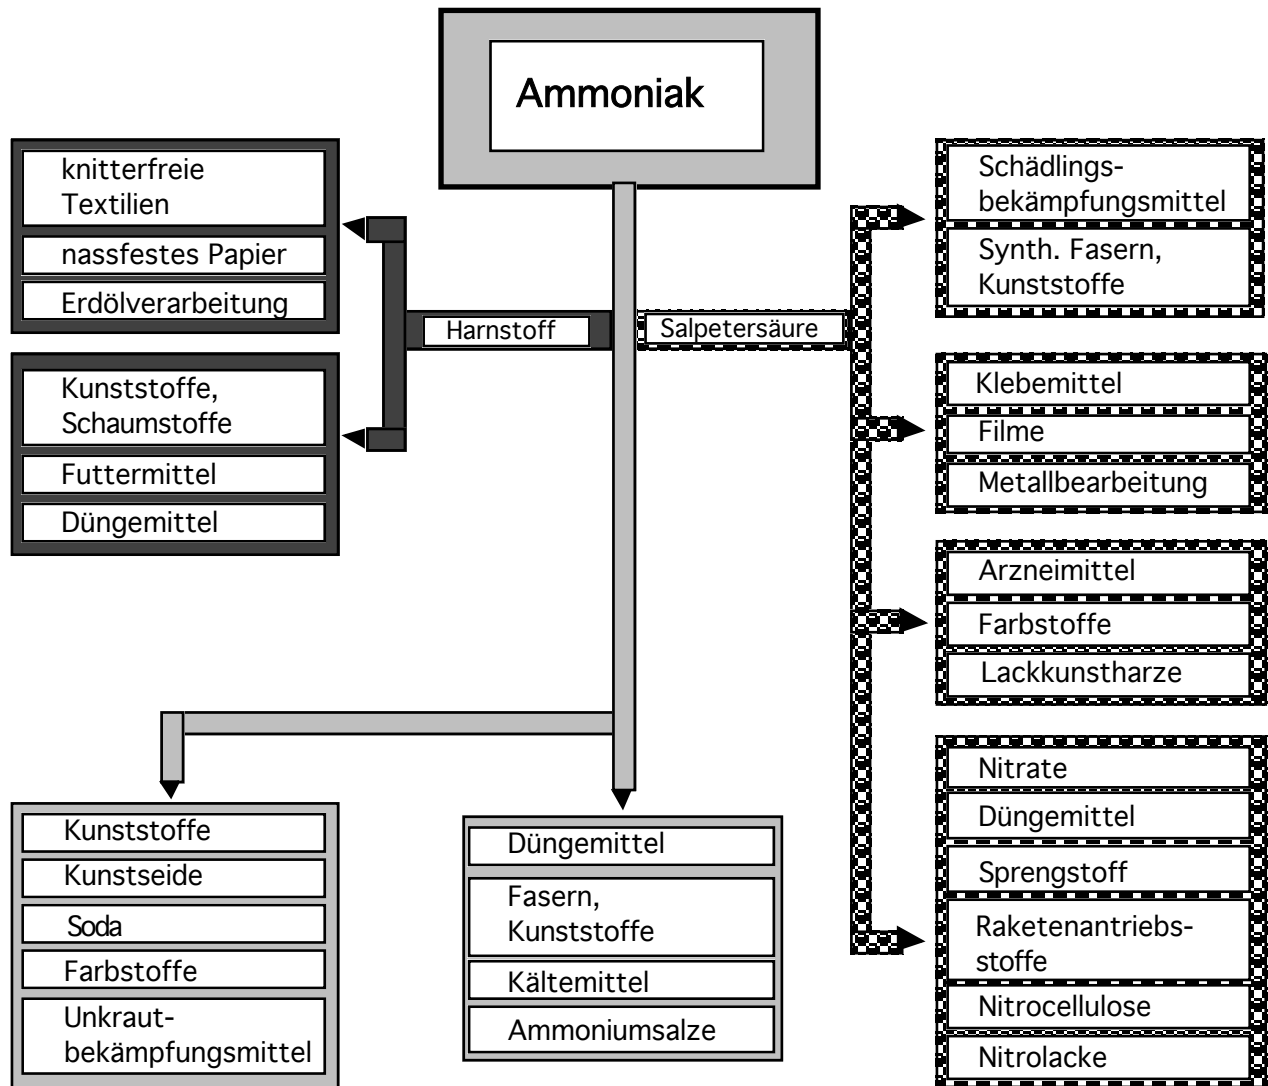 Ammoniak
knitterfreie
Textilien
nassfestes Papier
Erdölverarbeitung
Harnstoff
Kunststoffe,
Schaumstoffe
Futtermittel
Düngemittel
Salpetersäure
Schädlings-
bekämpfungsmittel
Synth. Fasern,
Kunststoffe
Klebemittel
Filme
Metallbearbeitung
Arzneimittel
Farbstoffe
Lackkunstharze
Nitrate
Düngemittel
Sprengstoff
Raketenantriebs-
stoffe
Nitrocellulose
Nitrolacke
Kunststoffe
Kunstseide
Soda
Farbstoffe
Unkraut-
bekämpfungsmittel
Düngemittel
Fasern,
Kunststoffe
Kältemittel
Ammoniumsalze